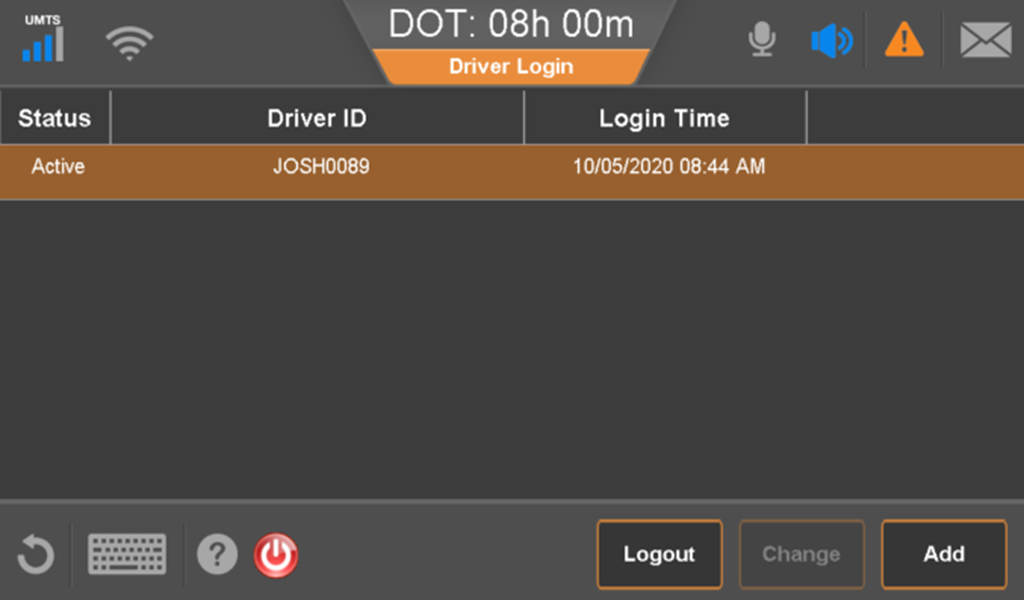 UMTS
DOT: 08h 00m
Driver Login
Status Driver ID Login Time
Active JOSH0089 10/05/2020 08:44 AM
Logout Change Add